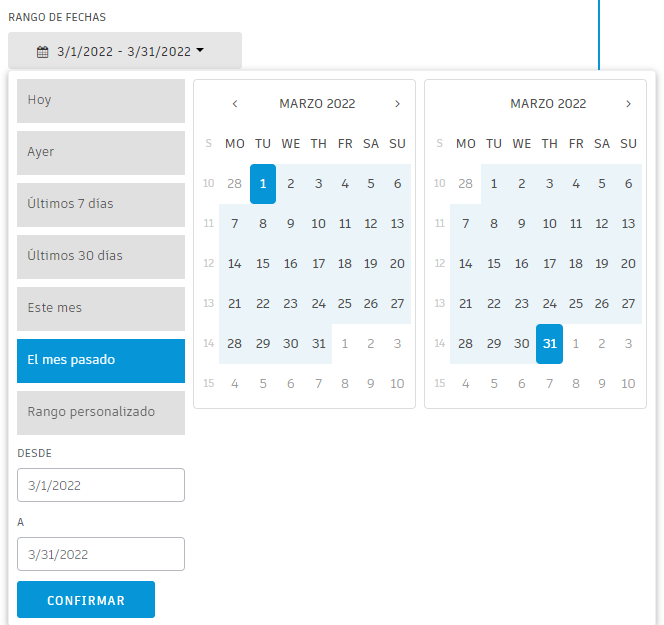 RANGO DE FECHAS
3/1/2022 - 3/31/2022
Hoy
Ayer
Últimos 7 días
Últimos 30 días
Este mes
El mes pasado
Rango personalizado
DESDE
3/1/2022
A
3/31/2022
CONFIRMAR
‹ MARZO 2022 ›
S MO TU WE TH FR SA SU
10 28 1 2 3 4 5 6
11 7 8 9 10 11 12 13
12 14 15 16 17 18 19 20
13 21 22 23 24 25 26 27
14 28 29 30 31 1 2 3
15 4 5 6 7 8 9 10
MARZO 2022 ›
S MO TU WE TH FR SA SU
10 28 1 2 3 4 5 6
11 7 8 9 10 11 12 13
12 14 15 16 17 18 19 20
13 21 22 23 24 25 26 27
14 28 29 30 31 1 2 3
15 4 5 6 7 8 9 10